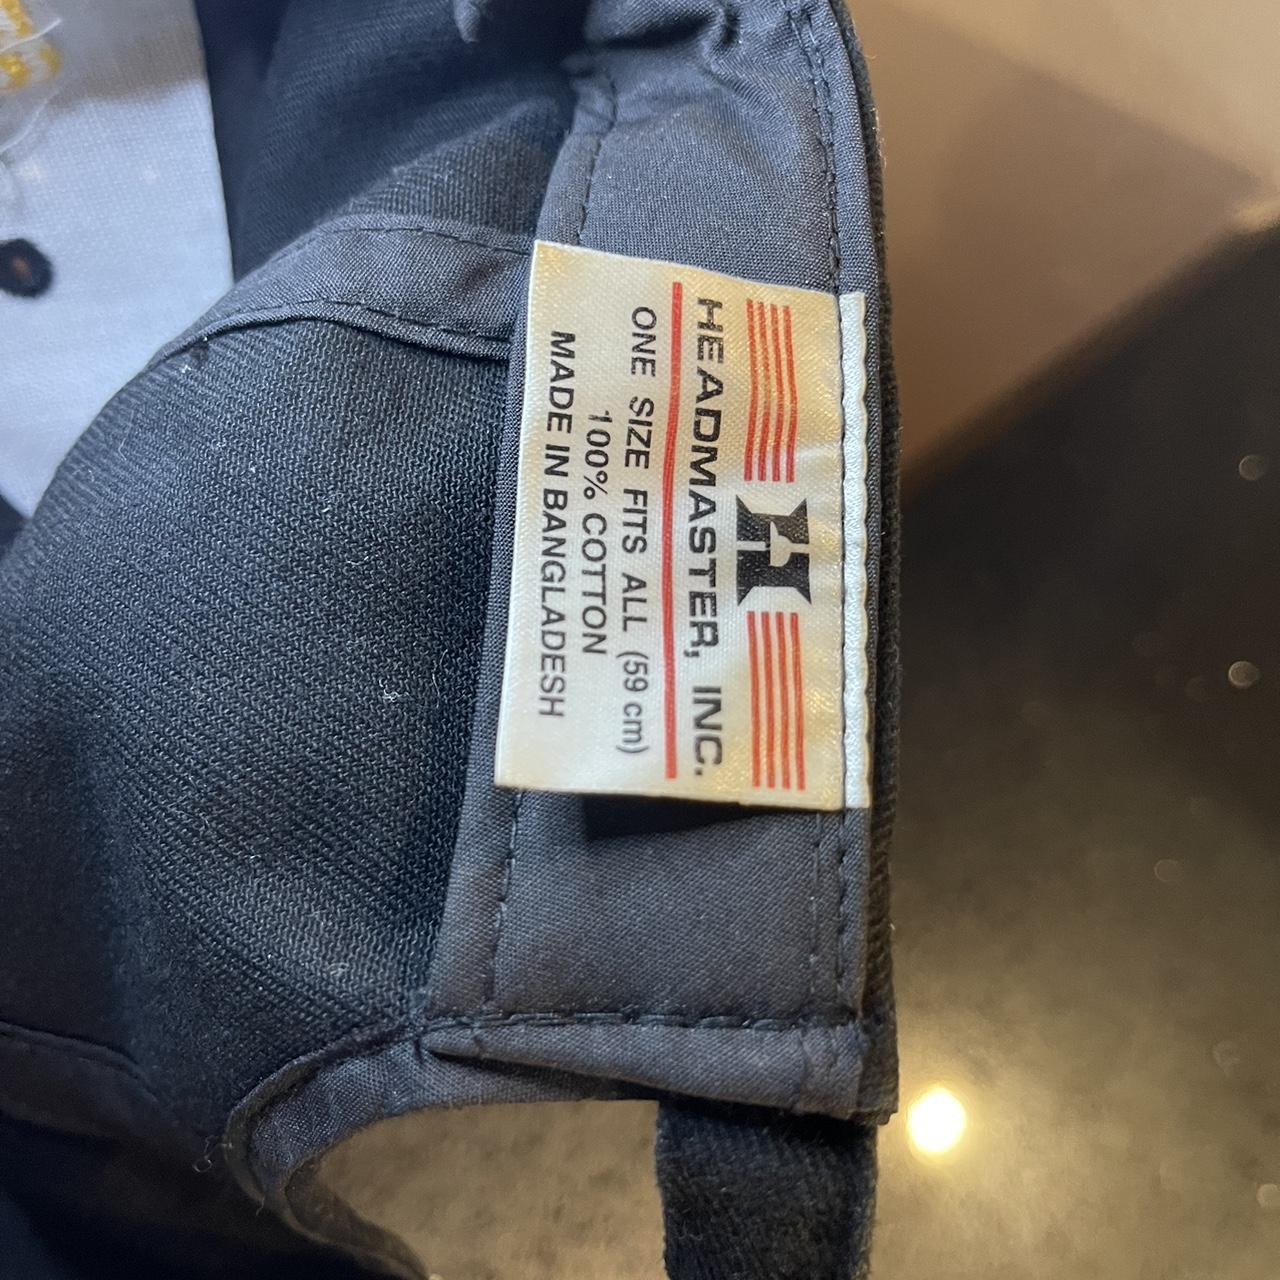 HEADMASTER, INC.
ONE SIZE FITS ALL (59 cm)
100% COTTON
MADE IN BANGLADESH